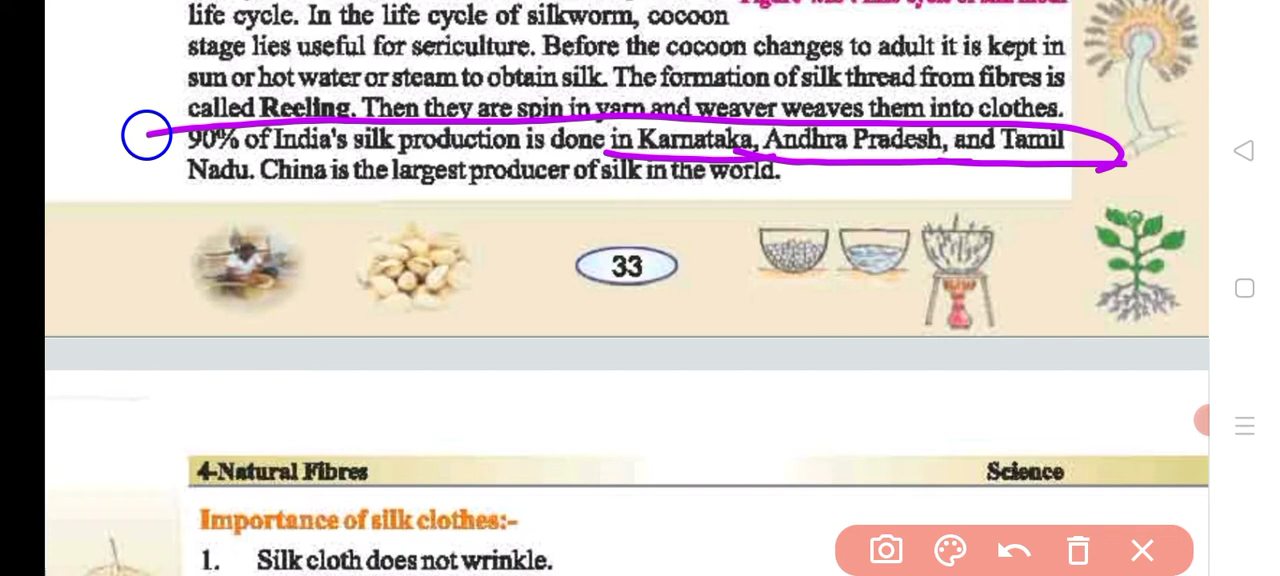 life cycle. In the life cycle of silkworm, cocoon
stage lies useful for sericulture. Before the cocoon changes to adult it is kept in
sun or hot water or steam to obtain silk. The formation of silk thread from fibres is
called Reeling. Then they are spin in yarn and weaver weaves them into clothes.
90% of India's silk production is done in Karnataka, Andhra Pradesh, and Tamil
Nadu. China is the largest producer of silk in the world.
33
4-Natural Fibres Science
Importance of silk clothes:-
1. Silk cloth does not wrinkle.